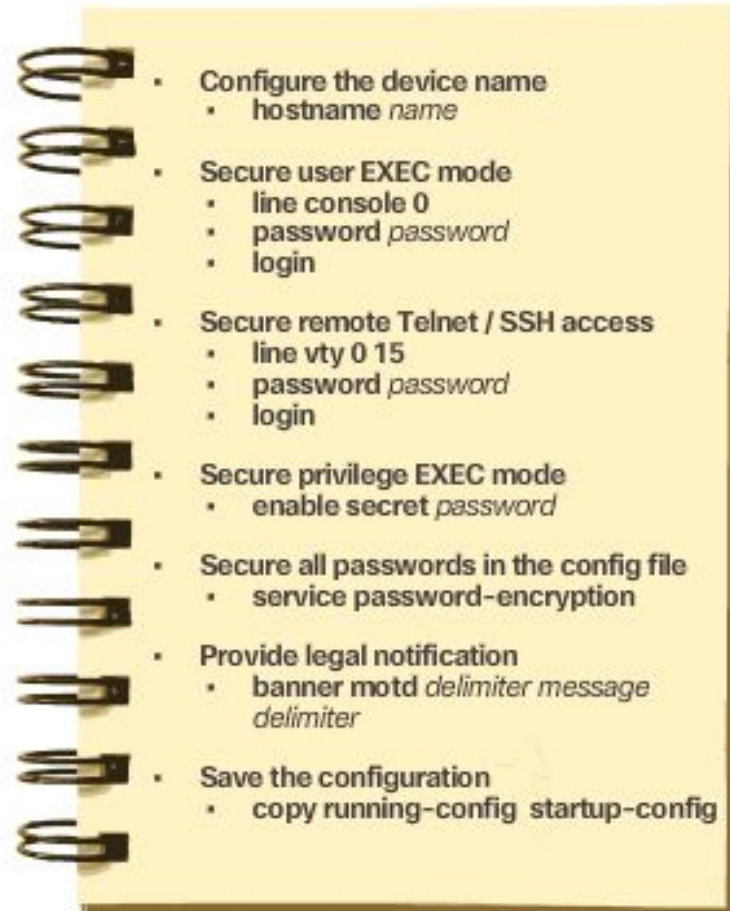 ▪ Configure the device name
▪ hostname name
▪ Secure user EXEC mode
▪ line console 0
▪ password password
▪ login
▪ Secure remote Telnet / SSH access
▪ line vty 0 15
▪ password password
▪ login
▪ Secure privilege EXEC mode
▪ enable secret password
▪ Secure all passwords in the config file
▪ service password-encryption
▪ Provide legal notification
▪ banner motd delimiter message
delimiter
▪ Save the configuration
▪ copy running-config startup-config